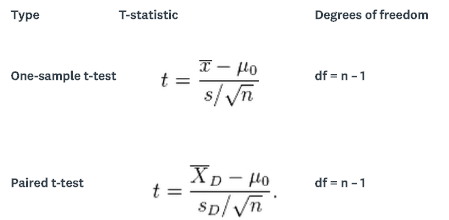 Type T-statistic Degrees of freedom
One-sample t-test t = x̅ − μ₀ / s/√n df = n - 1
Paired t-test t = X̅_D − μ₀ / s_D/√n . df = n - 1